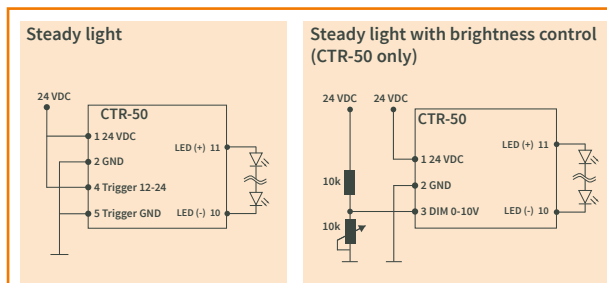 Steady light
24 VDC
CTR-50
1 24 VDC
2 GND
4 Trigger 12-24
5 Trigger GND
LED (+) 11
LED (-) 10
Steady light with brightness control
(CTR-50 only)
24 VDC
24 VDC
CTR-50
1 24 VDC
2 GND
3 DIM 0-10V
LED (+) 11
LED (-) 10
10k
10k